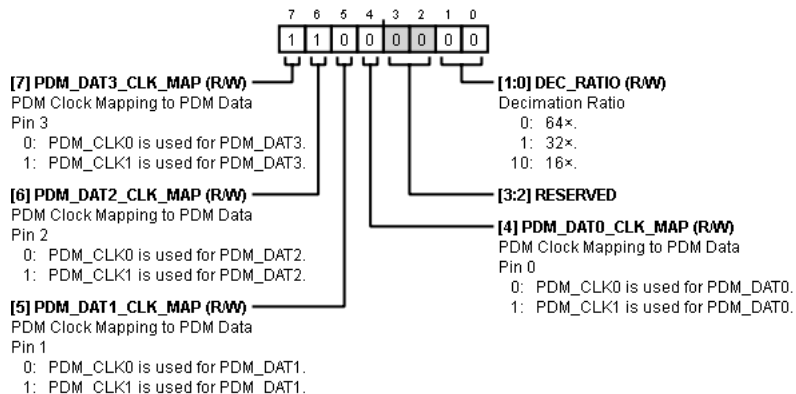 7 6 5 4 3 2 1 0
1 1 0 0 0 0 0 0
[7] PDM_DAT3_CLK_MAP (R/W)
PDM Clock Mapping to PDM Data
Pin 3
0: PDM_CLK0 is used for PDM_DAT3.
1: PDM_CLK1 is used for PDM_DAT3.
[6] PDM_DAT2_CLK_MAP (R/W)
PDM Clock Mapping to PDM Data
Pin 2
0: PDM_CLK0 is used for PDM_DAT2.
1: PDM_CLK1 is used for PDM_DAT2.
[5] PDM_DAT1_CLK_MAP (R/W)
PDM Clock Mapping to PDM Data
Pin 1
0: PDM_CLK0 is used for PDM_DAT1.
1: PDM_CLK1 is used for PDM_DAT1.
[1:0] DEC_RATIO (R/W)
Decimation Ratio
0: 64×.
1: 32×.
10: 16×.
[3:2] RESERVED
[4] PDM_DAT0_CLK_MAP (R/W)
PDM Clock Mapping to PDM Data
Pin 0
0: PDM_CLK0 is used for PDM_DAT0.
1: PDM_CLK1 is used for PDM_DAT0.